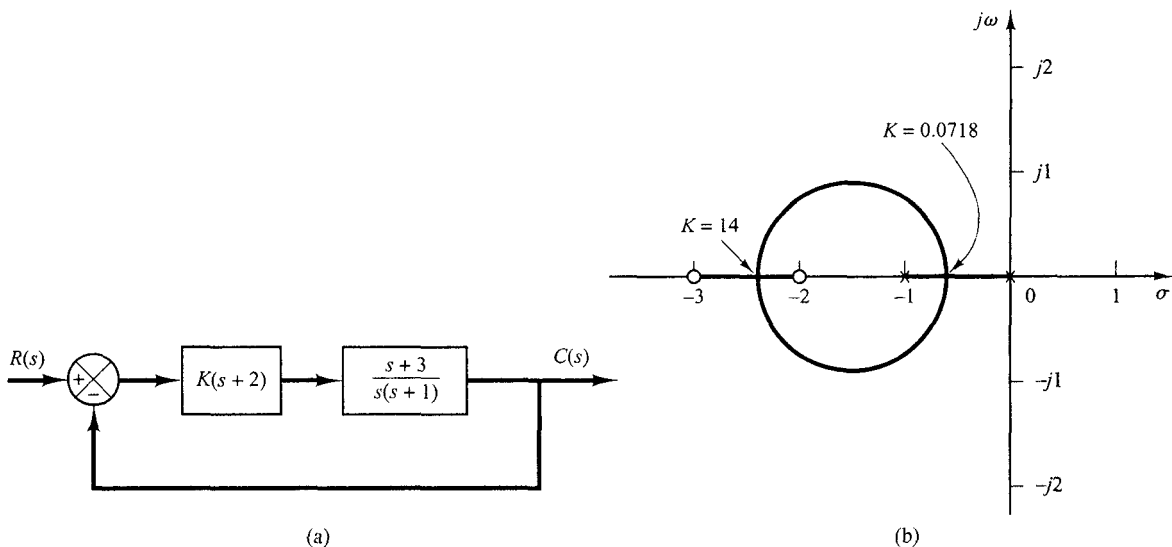 R(s)
+
−
K(s + 2)
s + 3
s(s + 1)
C(s)
(a)
jω
j2
K = 0.0718
j1
K = 14
−3
−2
−1
0
1
σ
−j1
−j2
(b)